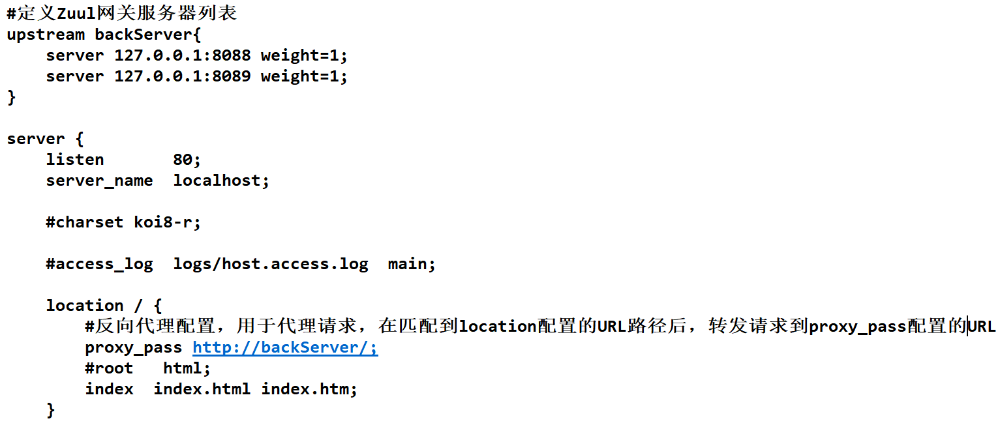 #定义Zuul网关服务器列表
upstream backServer{
    server 127.0.0.1:8088 weight=1;
    server 127.0.0.1:8089 weight=1;
}

server {
    listen       80;
    server_name  localhost;

    #charset koi8-r;

    #access_log  logs/host.access.log  main;

    location / {
        #反向代理配置，用于代理请求，在匹配到location配置的URL路径后，转发请求到proxy_pass配置的URL
        proxy_pass http://backServer/;
        #root   html;
        index  index.html index.htm;
    }